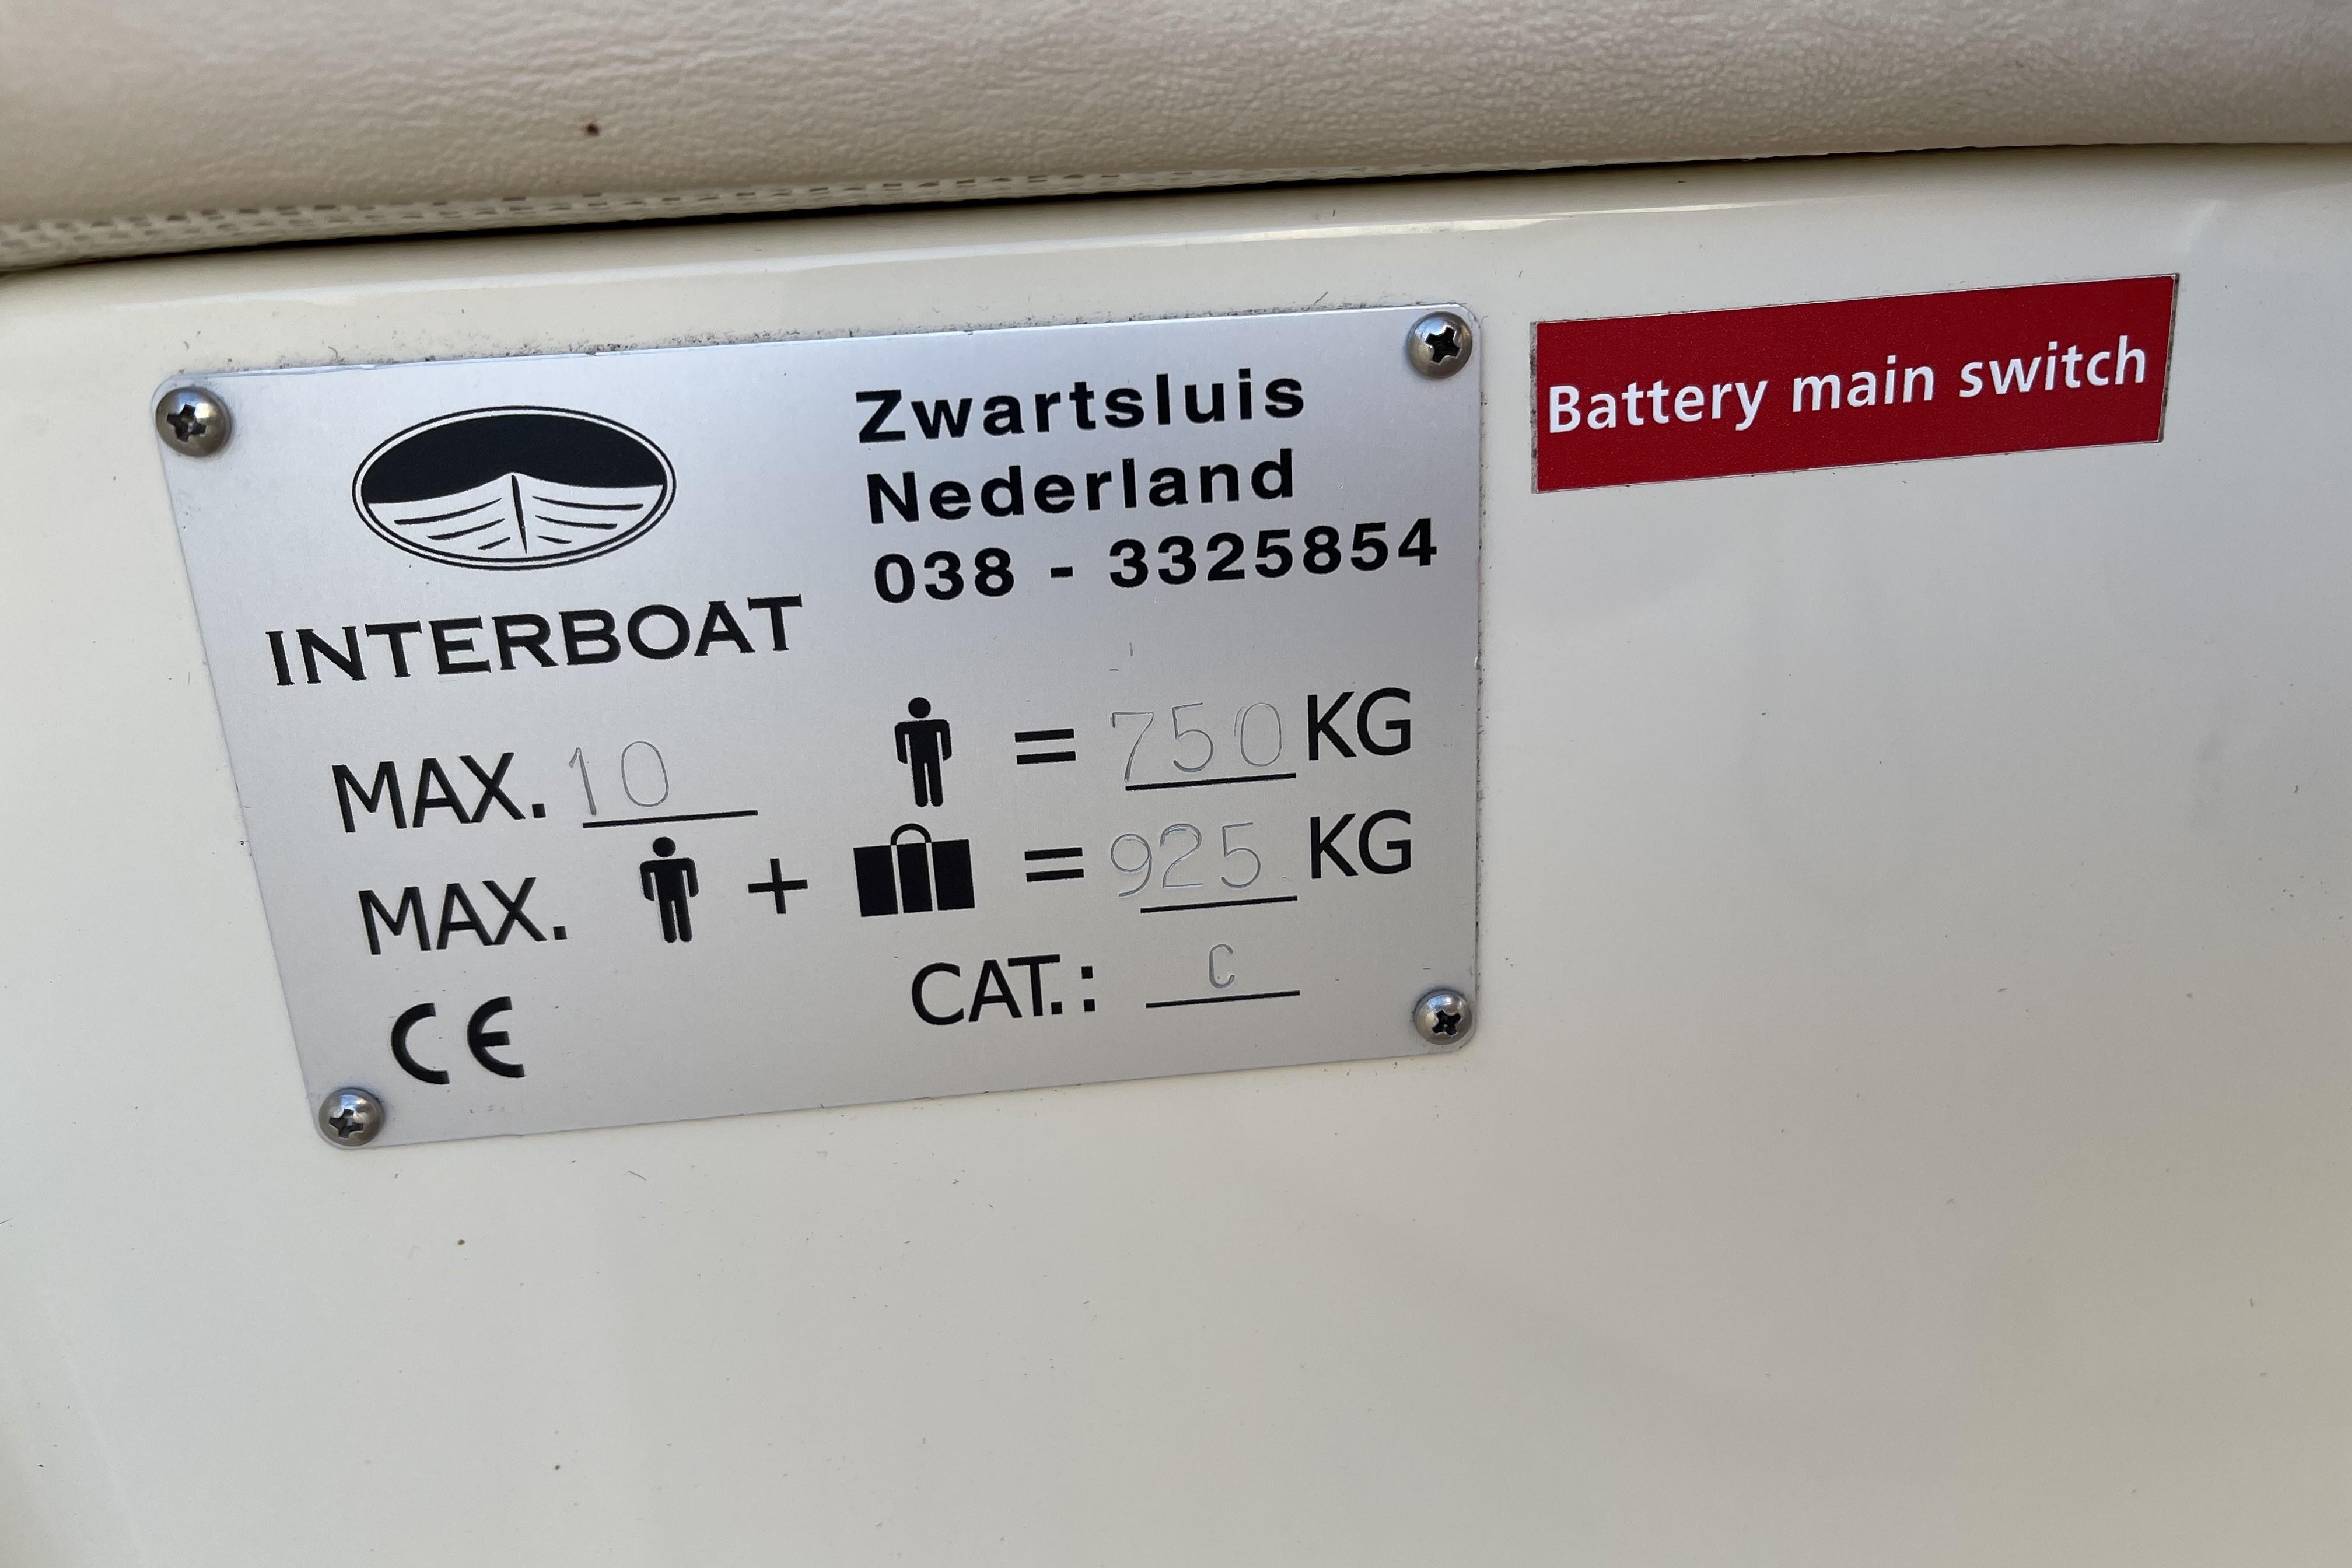 Zwartsluis
Nederland
038 - 3325854
INTERBOAT
MAX. 10 = 750 KG
MAX. + = 925 KG
CAT.: C
CE
Battery main switch